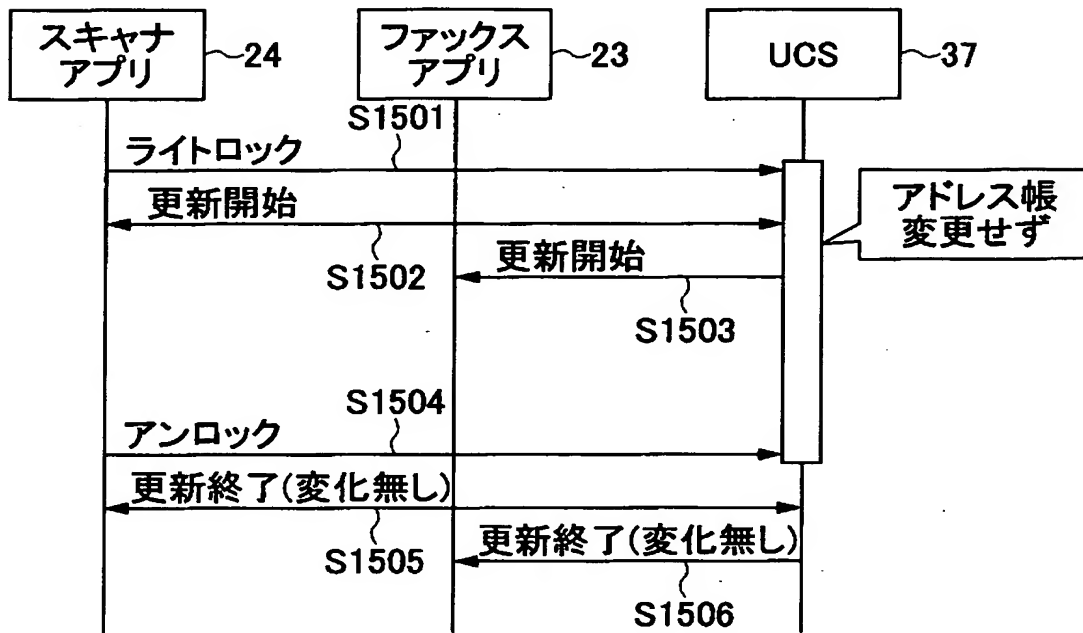 スキャナ
アプリ
24
ファックス
アプリ
23
UCS
37
S1501
ライトロック
更新開始
S1502
アドレス帳
変更せず
更新開始
S1503
S1504
アンロック
更新終了(変化無し)
S1505
更新終了(変化無し)
S1506